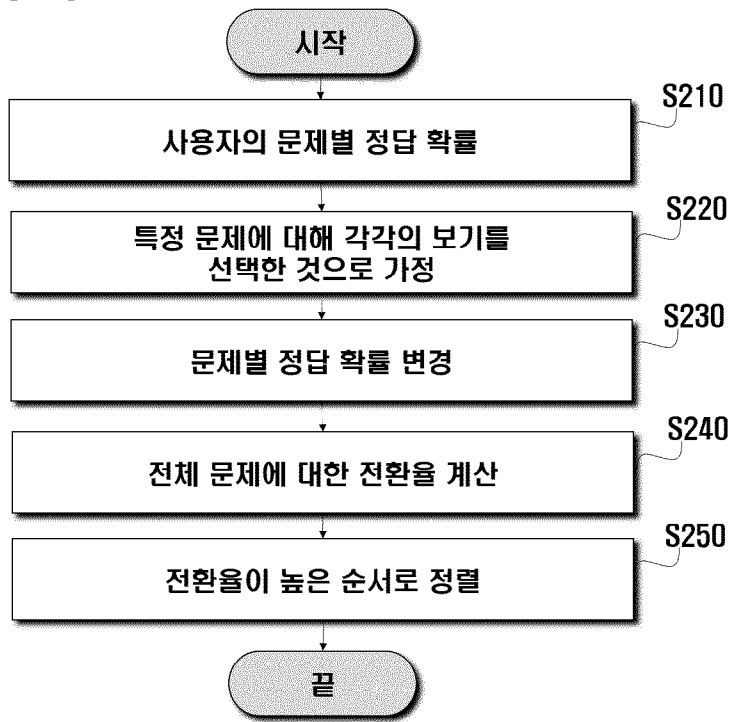 시작
S210
사용자의 문제별 정답 확률
S220
특정 문제에 대해 각각의 보기를
선택한 것으로 가정
S230
문제별 정답 확률 변경
S240
전체 문제에 대한 전환율 계산
S250
전환율이 높은 순서로 정렬
끝